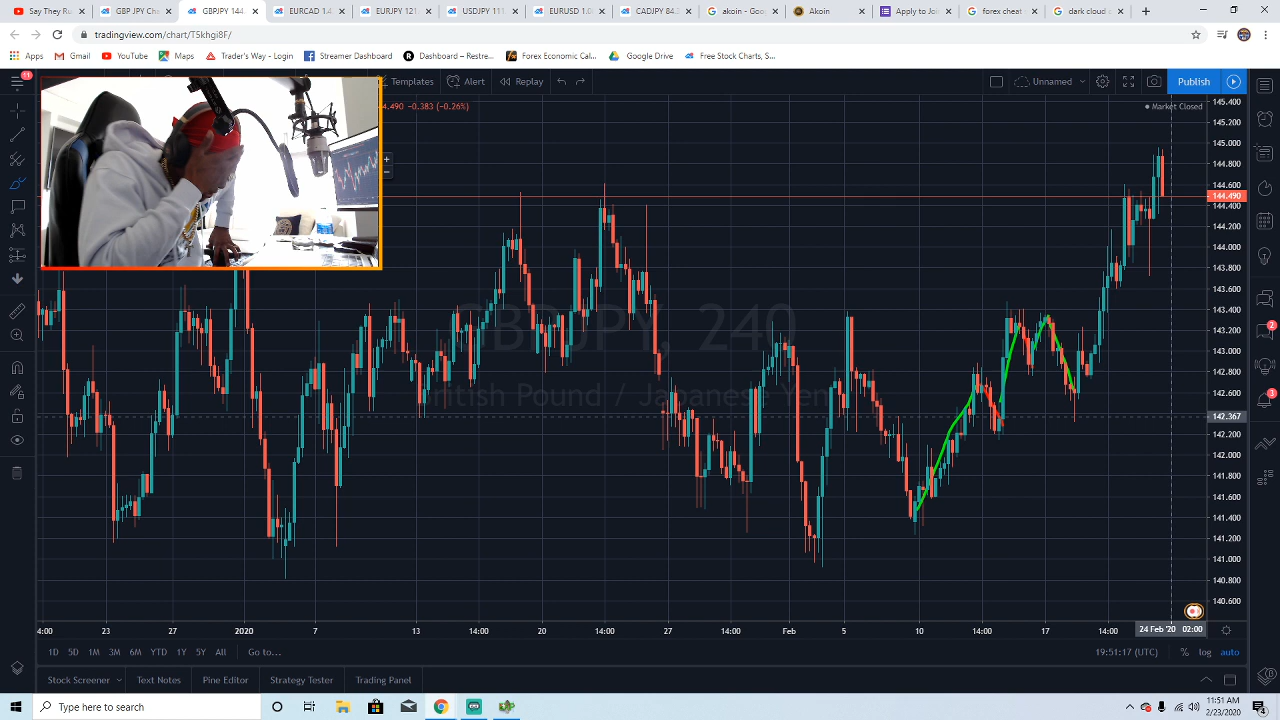 Say They Ru
GBP JPY Cha
GBPJPY 144.
EURCAD 1.4
EURJPY 121
USDJPY 111
EURUSD 1.0
CADJPY 84.3
akoin - Goo
Akoin
Apply to Joi
forex cheat s
dark cloud c
tradingview.com/chart/T5khgi8F/
Apps
Gmail
YouTube
Maps
Trader's Way - Login
Streamer Dashboard
Dashboard – Restre...
Forex Economic Cal...
Google Drive
Free Stock Charts, S...
11
Templates
Alert
Replay
Unnamed
Publish
4.490 −0.383 (−0.26%)
Market Closed
145.400
145.200
145.000
144.800
144.600
144.490
144.400
144.200
144.000
143.800
143.600
143.400
143.200
143.000
142.800
142.600
142.367
142.200
142.000
141.800
141.600
141.400
141.200
141.000
140.800
140.600
GBPJPY, 240
British Pound / Japanese Yen
2
3
4:00
23
27
2020
7
13
20
14:00
27
14:00
Feb
5
10
14:00
17
14:00
24 Feb '20 02:00
1D
5D
1M
3M
6M
YTD
1Y
5Y
All
Go to...
19:51:17 (UTC)
%
log
auto
Stock Screener
Text Notes
Pine Editor
Strategy Tester
Trading Panel
Type here to search
11:51 AM
2/23/2020
4